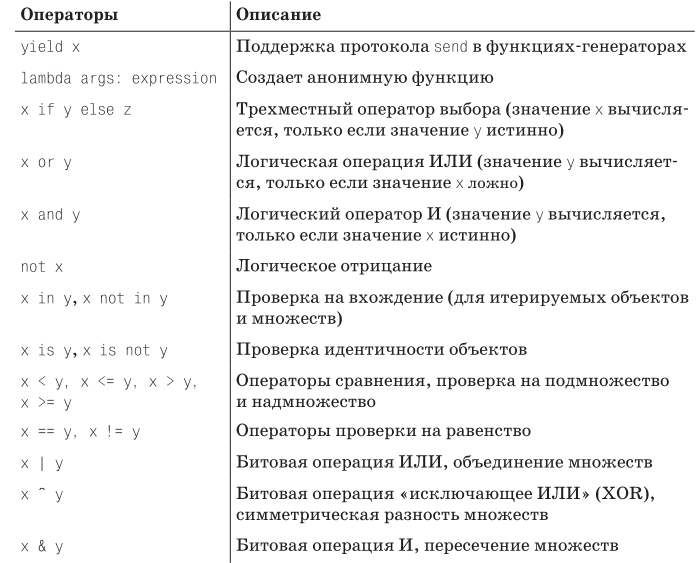 Операторы Описание
yield x Поддержка протокола send в функциях-генераторах
lambda args: expression Создает анонимную функцию
x if y else z Трехместный оператор выбора (значение x вычисля-
ется, только если значение y истинно)
x or y Логическая операция ИЛИ (значение y вычисляет-
ся, только если значение x ложно)
x and y Логический оператор И (значение y вычисляется,
только если значение x истинно)
not x Логическое отрицание
x in y, x not in y Проверка на вхождение (для итерируемых объектов
и множеств)
x is y, x is not y Проверка идентичности объектов
x < y, x <= y, x > y, Операторы сравнения, проверка на подмножество
x >= y и надмножество
x == y, x != y Операторы проверки на равенство
x | y Битовая операция ИЛИ, объединение множеств
x ^ y Битовая операция «исключающее ИЛИ» (XOR),
симметрическая разность множеств
x & y Битовая операция И, пересечение множеств